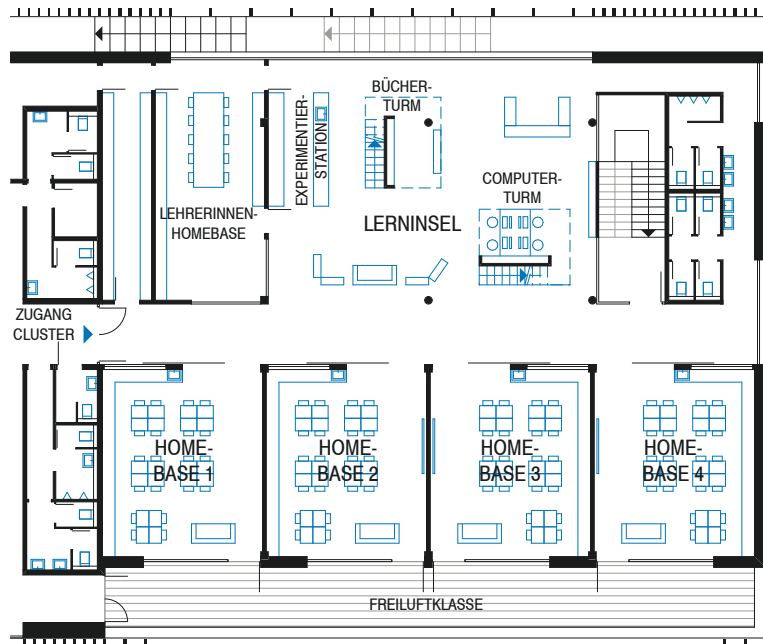 BÜCHER-
TURM
EXPERIMENTIER-
STATION
COMPUTER-
TURM
LEHRERINNEN-
HOMEBASE
LERNINSEL
ZUGANG
CLUSTER
HOME-
BASE 1
HOME-
BASE 2
HOME-
BASE 3
HOME-
BASE 4
FREILUFTKLASSE